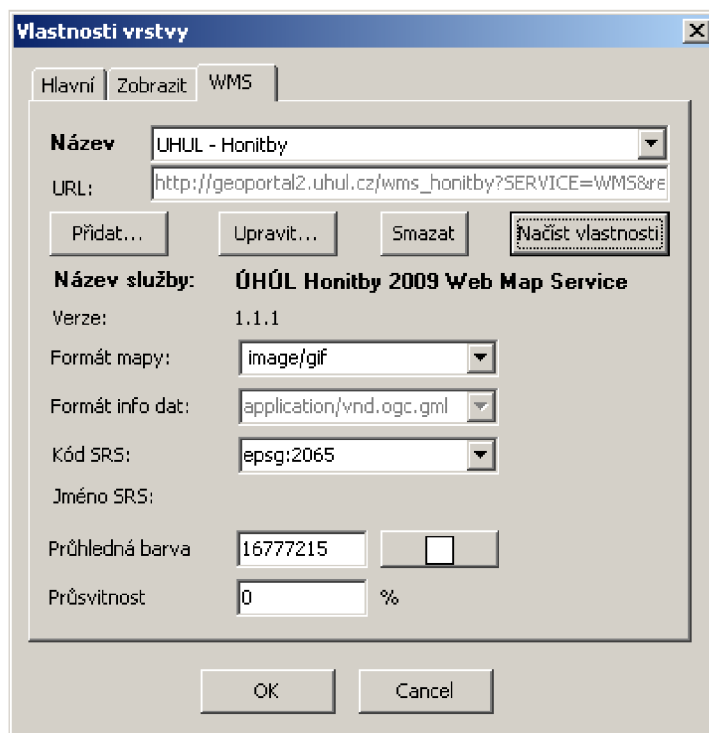 Vlastnosti vrstvy
Hlavní Zobrazit WMS
Název UHUL - Honitby
URL: http://geoportal2.uhul.cz/wms_honitby?SERVICE=WMS&re
Přidat... Upravit... Smazat Načíst vlastnosti
Název služby: ÚHÚL Honitby 2009 Web Map Service
Verze: 1.1.1
Formát mapy: image/gif
Formát info dat: application/vnd.ogc.gml
Kód SRS: epsg:2065
Jméno SRS:
Průhledná barva 16777215
Průsvitnost 0 %
OK Cancel